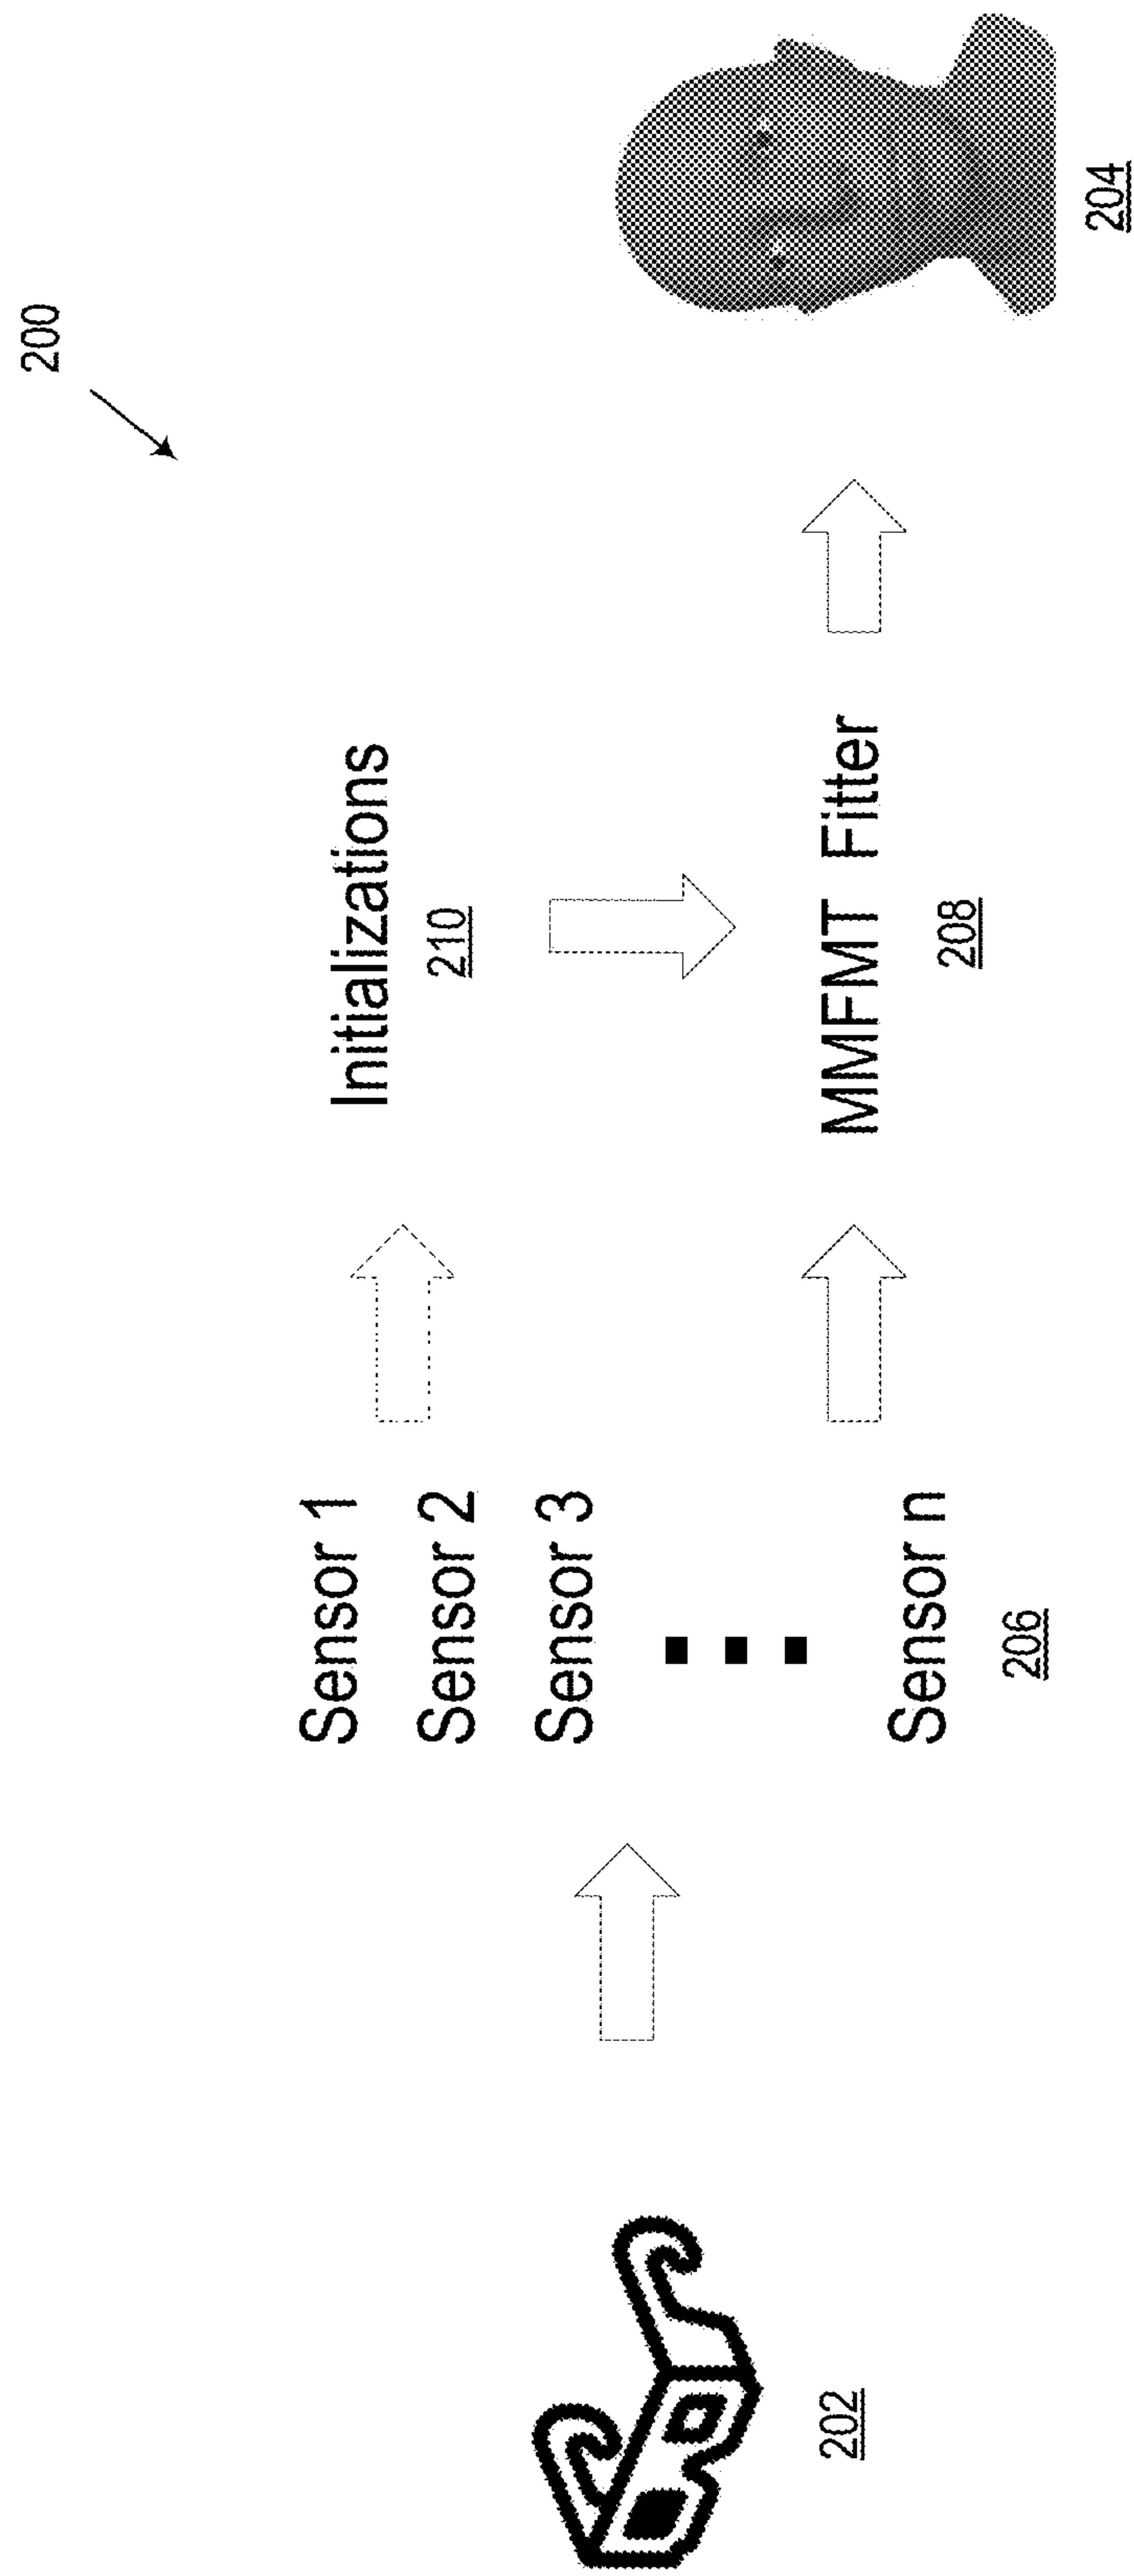 200
Sensor 1
Sensor 2
Sensor 3
Sensor n
206
Initializations
210
MMFMT Fitter
208
202
204